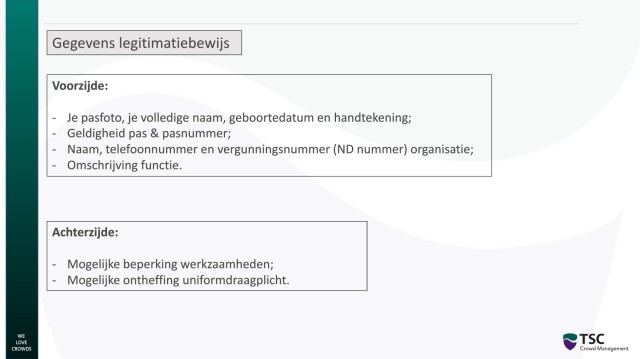 Gegevens legitimatiebewijs
Voorzijde:
- Je pasfoto, je volledige naam, geboortedatum en handtekening;
- Geldigheid pas & pasnummer;
- Naam, telefoonnummer en vergunningsnummer (ND nummer) organisatie;
- Omschrijving functie.
Achterzijde:
- Mogelijke beperking werkzaamheden;
- Mogelijke ontheffing uniformdraagplicht.
WE
LOVE
CROWDS
TSC
Crowd Management